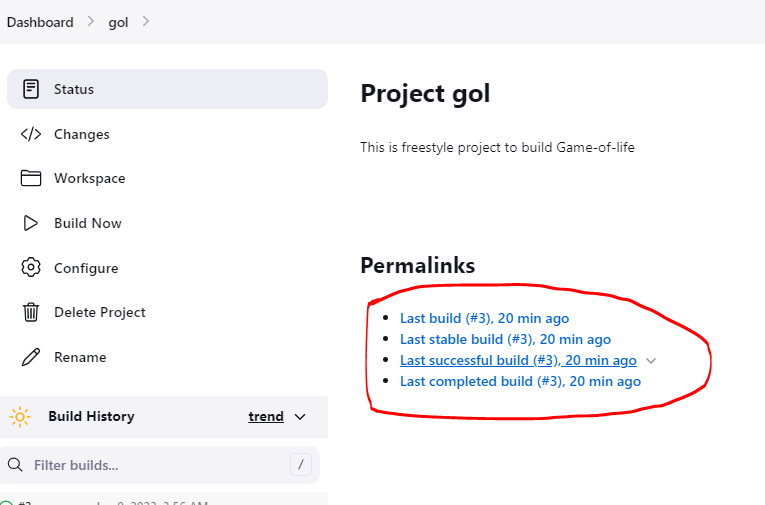 Dashboard > gol >
Status
Changes
Workspace
Build Now
Configure
Delete Project
Rename
Build History trend
Filter builds... /
Project gol
This is freestyle project to build Game-of-life
Permalinks
Last build (#3), 20 min ago
Last stable build (#3), 20 min ago
Last successful build (#3), 20 min ago
Last completed build (#3), 20 min ago